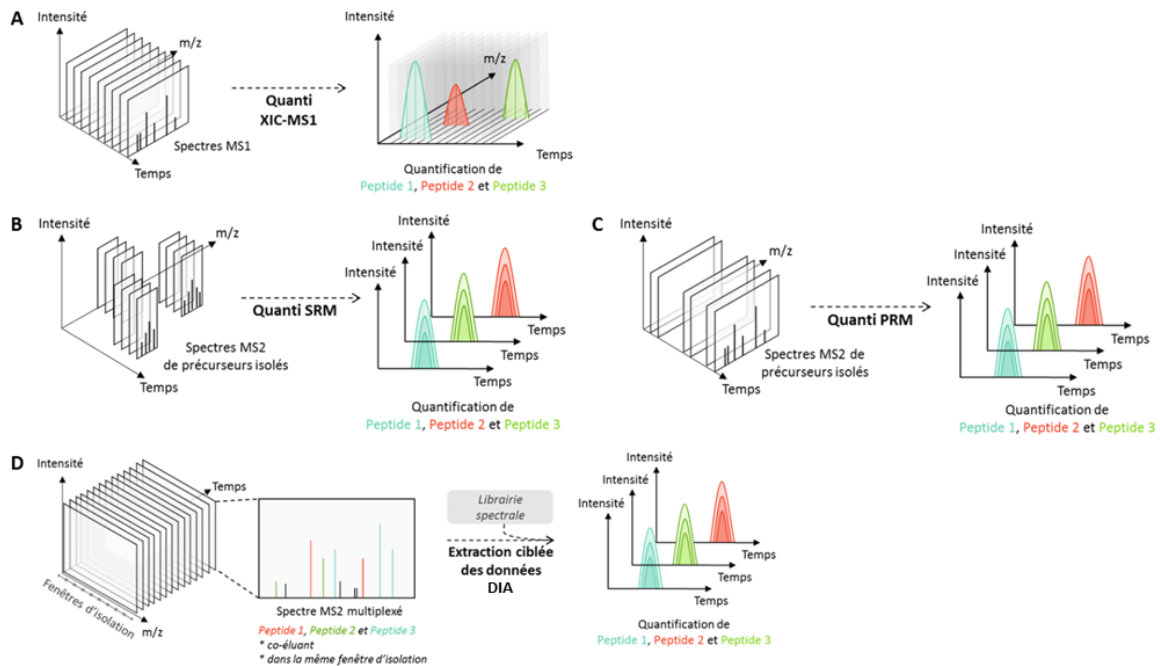 A
Intensité
m/z
Spectres MS1
Temps
Quanti
XIC-MS1
Intensité
m/z
Temps
Quantification de
Peptide 1, Peptide 2 et Peptide 3
B
Intensité
m/z
Spectres MS2
de précurseurs isolés
Temps
Quanti SRM
Intensité
Intensité
Intensité
Temps
Temps
Temps
Quantification de
Peptide 1, Peptide 2 et Peptide 3
C
Intensité
m/z
Spectres MS2 de
précurseurs isolés
Temps
Quanti PRM
Intensité
Intensité
Intensité
Temps
Temps
Temps
Quantification de
Peptide 1, Peptide 2 et Peptide 3
D
Intensité
Temps
Fenêtres d'isolation
m/z
Spectre MS2 multiplexé
Peptide 1, Peptide 2 et Peptide 3
* co-éluant
* dans la même fenêtre d'isolation
Librairie
spectrale
Extraction ciblée
des données
DIA
Intensité
Intensité
Intensité
Temps
Temps
Temps
Quantification de
Peptide 1, Peptide 2 et Peptide 3